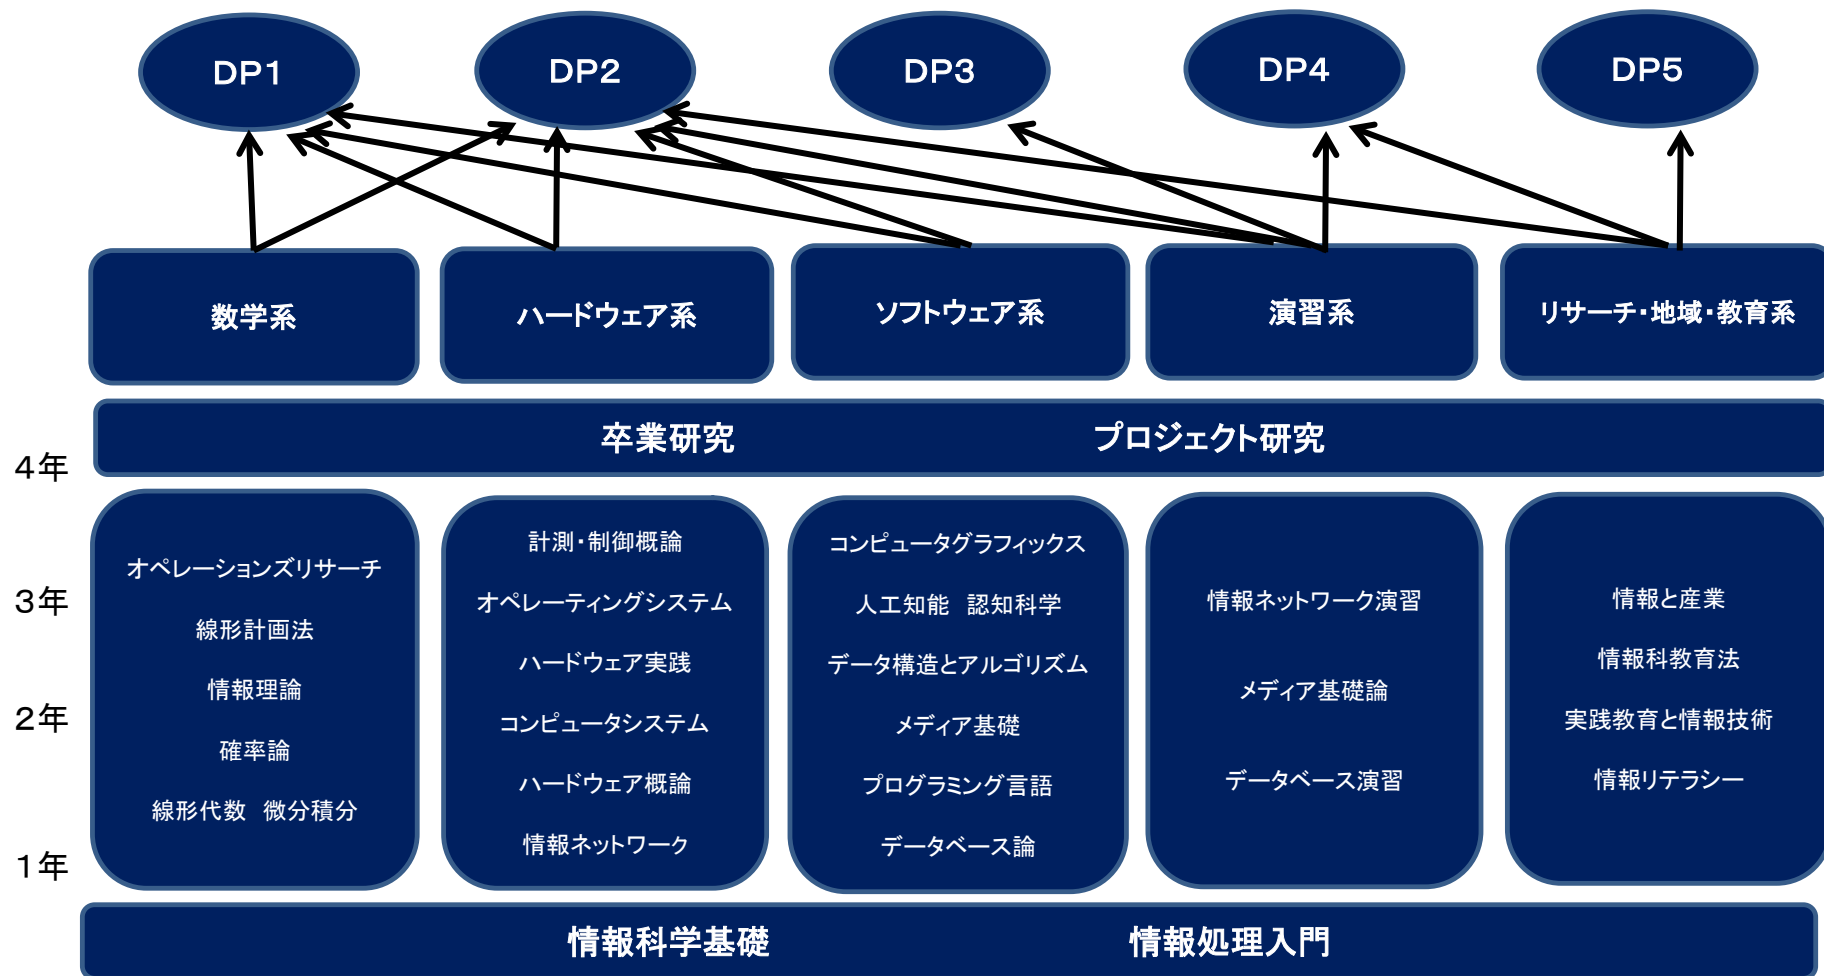 DP1
DP2
DP3
DP4
DP5
数学系
ハードウェア系
ソフトウェア系
演習系
リサーチ・地域・教育系
卒業研究　プロジェクト研究
4年
3年
2年
1年
オペレーションズリサーチ
線形計画法
情報理論
確率論
線形代数　微分積分
計測・制御概論
オペレーティングシステム
ハードウェア実践
コンピュータシステム
ハードウェア概論
情報ネットワーク
コンピュータグラフィックス
人工知能　認知科学
データ構造とアルゴリズム
メディア基礎
プログラミング言語
データベース論
情報ネットワーク演習
メディア基礎論
データベース演習
情報と産業
情報科教育法
実践教育と情報技術
情報リテラシー
情報科学基礎　情報処理入門